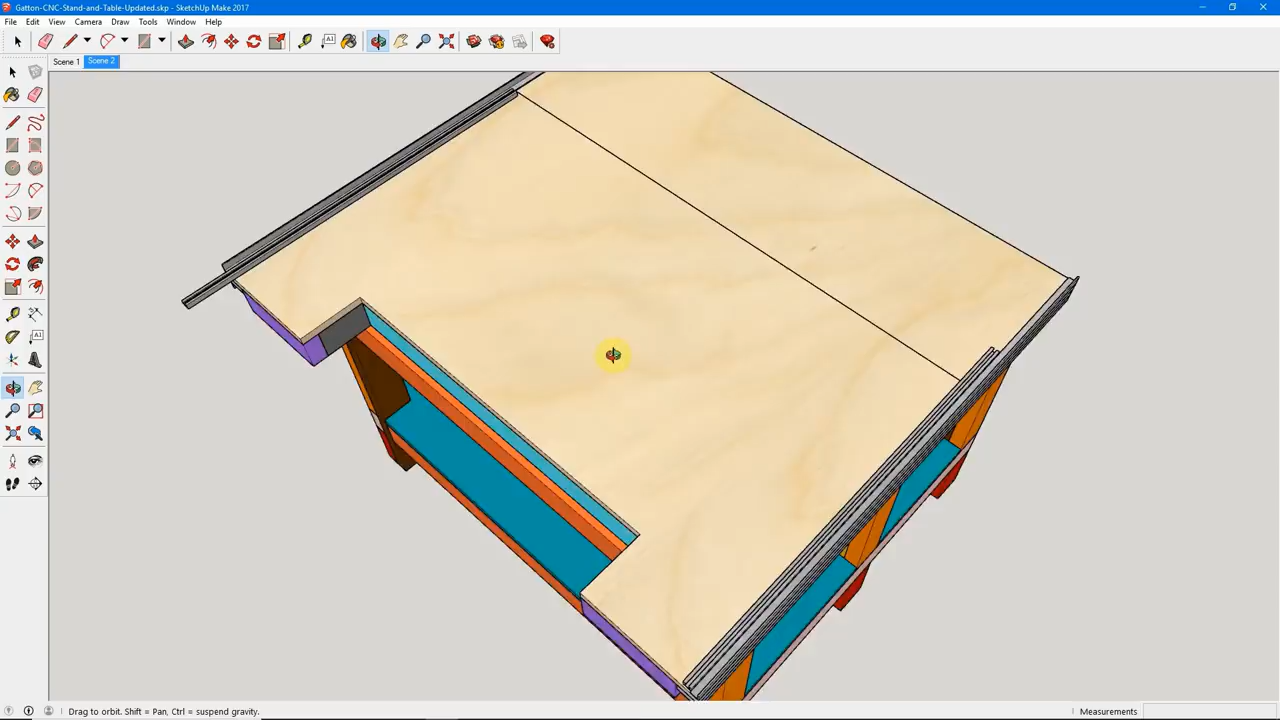 Gatton-CNC-Stand-and-Table-Updated.skp - SketchUp Make 2017
File Edit View Camera Draw Tools Window Help
Scene 1 Scene 2
Drag to orbit. Shift = Pan, Ctrl = suspend gravity.
Measurements